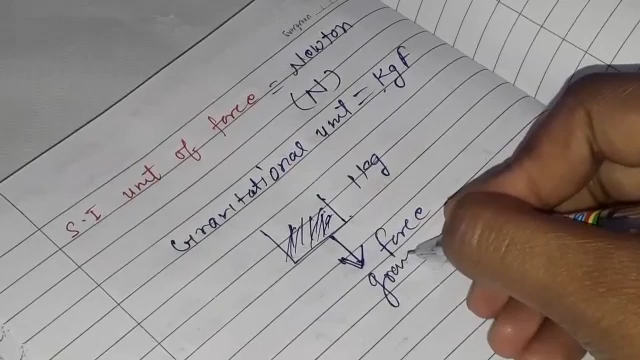 S.I unit of force = Newton
(N)
Gravitational unit = Kgf
1kg
force
grav